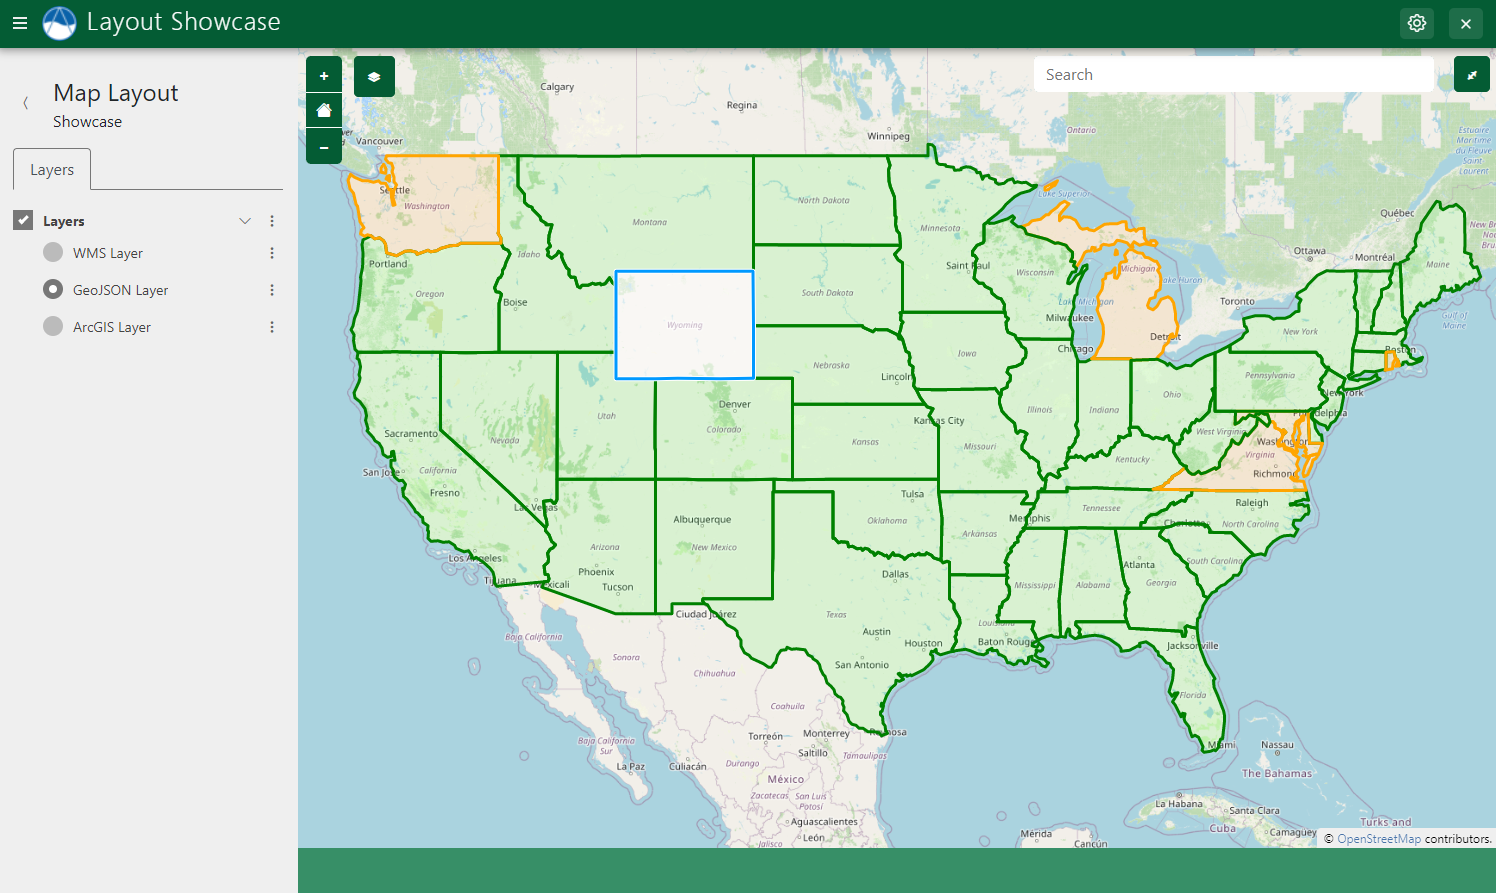 Layout Showcase
Map Layout
Showcase
Layers
Layers
WMS Layer
GeoJSON Layer
ArcGIS Layer
Search
Calgary
Regina
Winnipeg
Ontario
Vancouver
Estuaire
Maritime
du Fleuve
Saint
Laurent
Seattle
Washington
Montana
North Dakota
Minnesota
Lake Superior
Québec
Ottawa
Montréal
Maine
Portland
Idaho
Saint Paul
Wisconsin
Michigan
Lake Huron
Oregon
Boise
South Dakota
Lake Michigan
Toronto
Milwaukee
Gulf of
Maine
Wyoming
New York
Detroit
Chicago
Boston
Iowa
Nebraska
Lincoln
Pennsylvania
New York
Ohio
Denver
Utah
Colorado
Illinois
Indiana
Philadelphia
Kansas City
West Virginia
Washington
Sacramento
Nevada
Kansas
Missouri
Kentucky
Virginia
San Jose
California
Richmond
Fresno
Tulsa
Las Vegas
Albuquerque
Oklahoma
Memphis
Tennessee
Raleigh
Charlotte
North Carolina
Arkansas
Los Angeles
Arizona
New Mexico
Atlanta
South Carolina
Phoenix
Dallas
Tijuana
Mexicali
Tucson
Mississippi
Alabama
Georgia
Ciudad Juárez
Texas
Louisiana
Baja California
Austin
Houston
Baton Rouge
Jacksonville
Sonora
San Antonio
Chihuahua
Florida
Coahuila
Baja California
Sur
Torreón
Monterrey
Reynosa
Miami
Nassau
Saltillo
Tamaulipas
La Paz
Culiacán
Durango
The Bahamas
México
Zacatecas
San Luis
Potosí
La Habana
Santa Clara
Aguascalientes
Turks and
León
Mérida
Cuba
Camagüey
Jalisco
Cancún
© OpenStreetMap contributors.